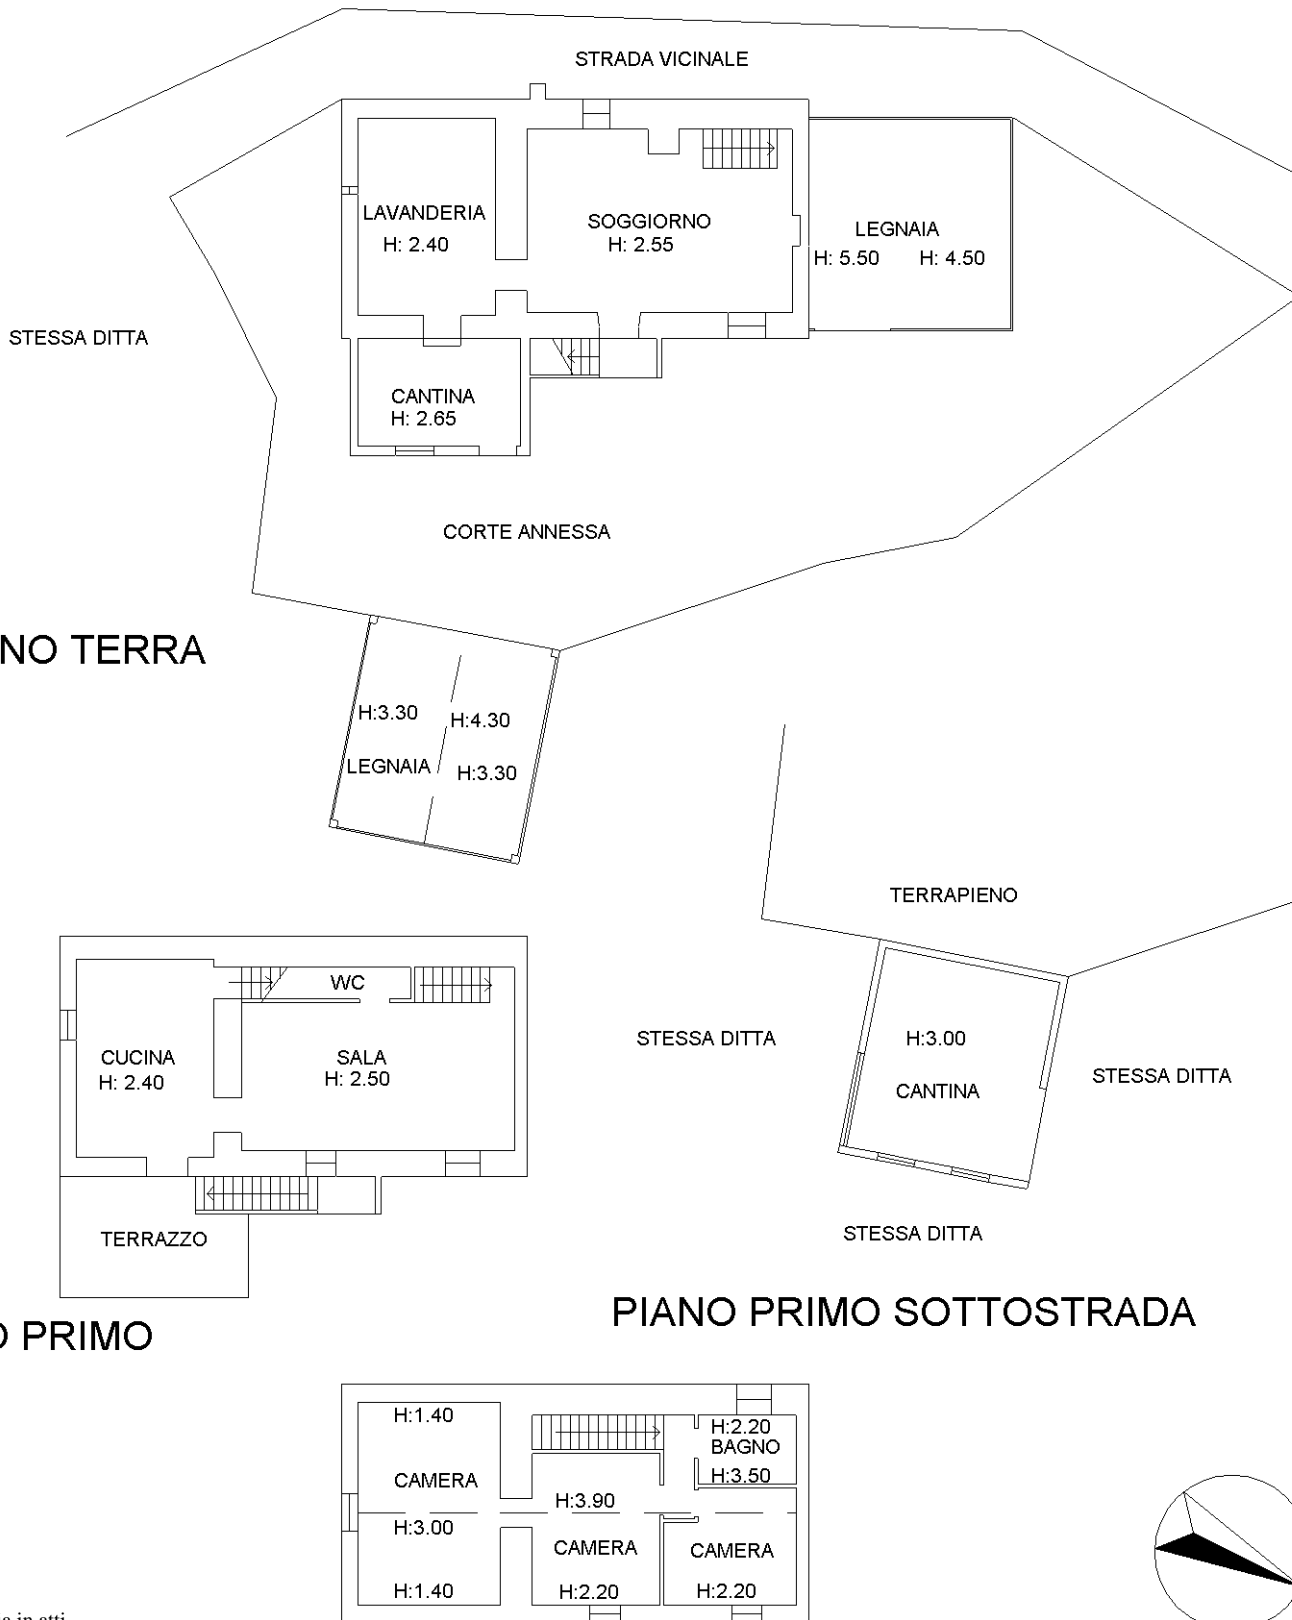 STRADA VICINALE
LAVANDERIA
H: 2.40
SOGGIORNO
H: 2.55
LEGNAIA
H: 5.50
H: 4.50
STESSA DITTA
CANTINA
H: 2.65
CORTE ANNESSA
NO TERRA
H:3.30
H:4.30
LEGNAIA
H:3.30
TERRAPIENO
WC
CUCINA
H: 2.40
SALA
H: 2.50
STESSA DITTA
H:3.00
CANTINA
STESSA DITTA
TERRAZZO
STESSA DITTA
PIANO PRIMO SOTTOSTRADA
O PRIMO
H:1.40
H:2.20
BAGNO
H:3.50
CAMERA
H:3.90
H:3.00
CAMERA
CAMERA
H:1.40
H:2.20
H:2.20
in atti